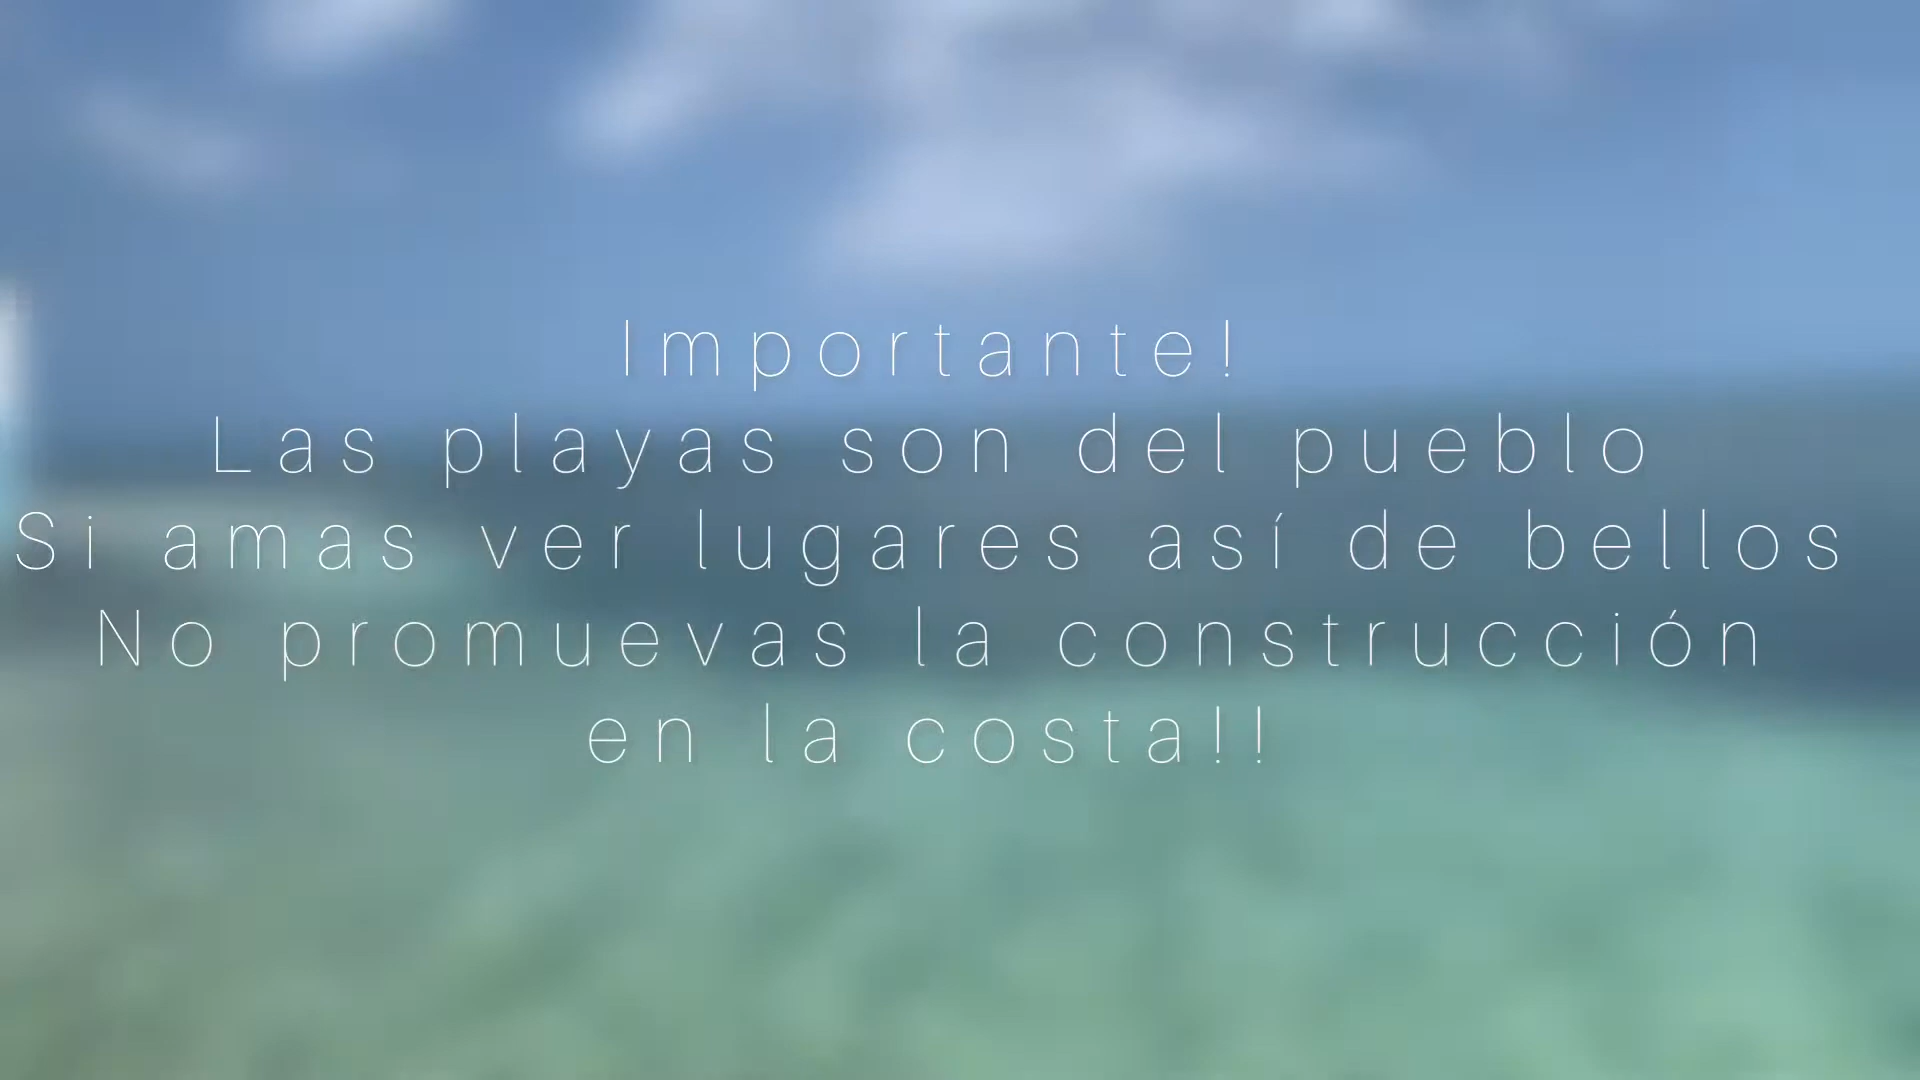 Importante!
Las playas son del pueblo
Si amas ver lugares así de bellos
No promuevas la construcción
en la costa!!